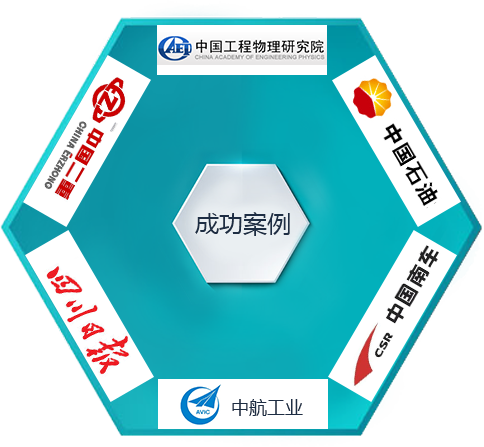 中国工程物理研究院
CHINA ACADEMY OF ENGINEERING PHYSICS
中国石油
中国南车
CSR
AVIC
中航工业
四川日报
中国二重
CHINA ERZHONG
成功案例